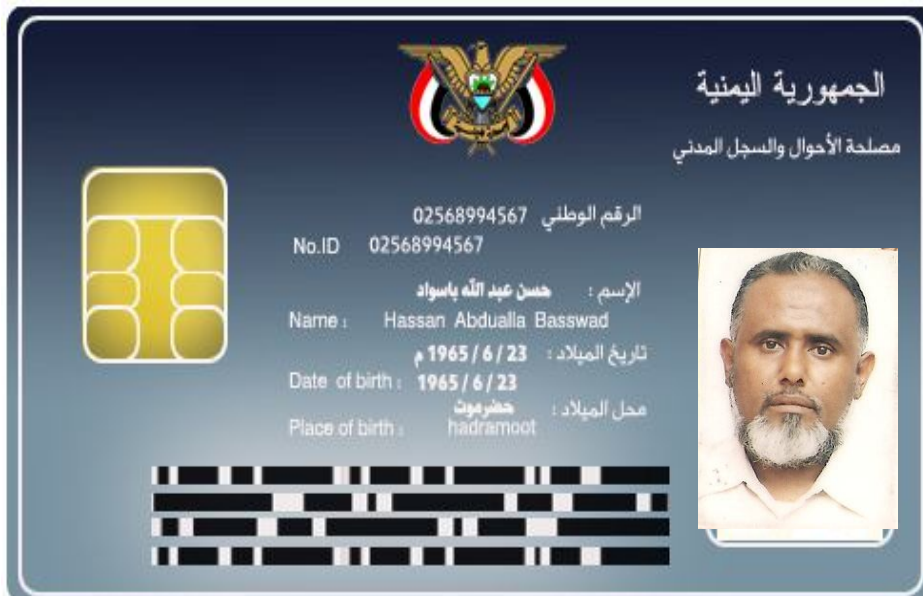 الجمهورية اليمنية
مصلحة الأحوال والسجل المدني
الرقم الوطني 02568994567
No.ID 02568994567
الإسم : حسن عبد الله باسواد
Name : Hassan Abdualla Basswad
تاريخ الميلاد : 1965 / 6 / 23 م
Date of birth : 1965 / 6 / 23
محل الميلاد : حضرموت
Place of birth : hadramoot